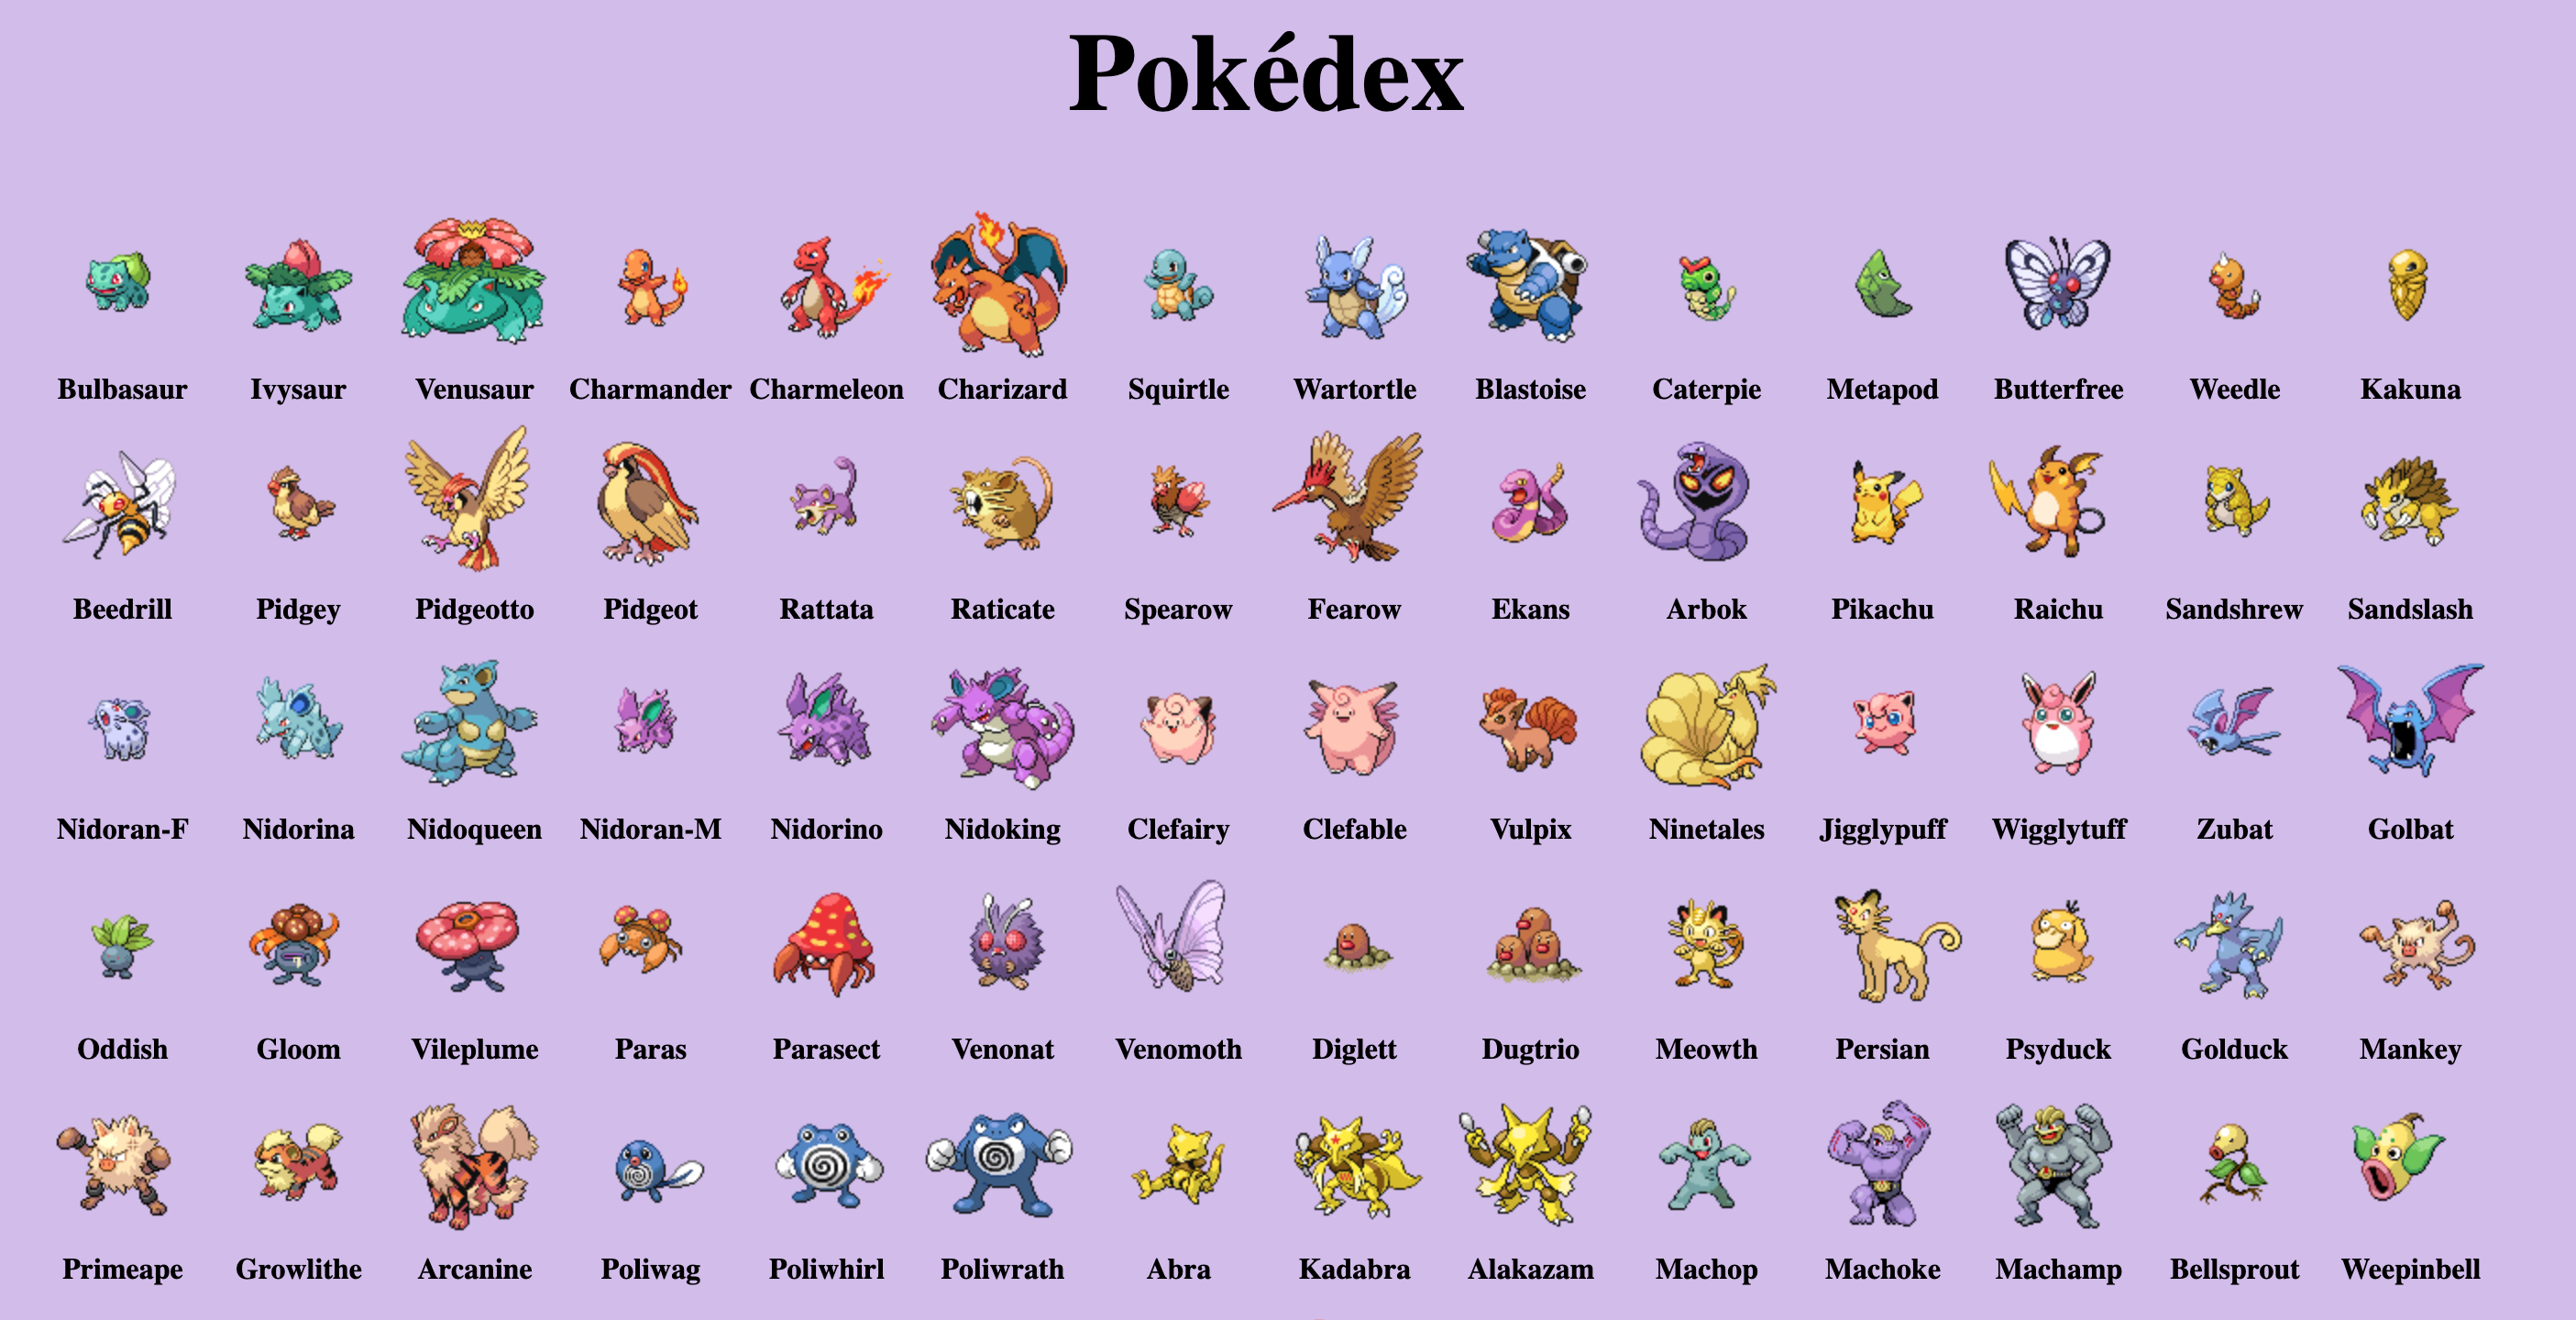 Pokédex
Bulbasaur Ivysaur Venusaur Charmander Charmeleon Charizard Squirtle Wartortle Blastoise Caterpie Metapod Butterfree Weedle Kakuna
Beedrill Pidgey Pidgeotto Pidgeot Rattata Raticate Spearow Fearow Ekans Arbok Pikachu Raichu Sandshrew Sandslash
Nidoran-F Nidorina Nidoqueen Nidoran-M Nidorino Nidoking Clefairy Clefable Vulpix Ninetales Jigglypuff Wigglytuff Zubat Golbat
Oddish Gloom Vileplume Paras Parasect Venonat Venomoth Diglett Dugtrio Meowth Persian Psyduck Golduck Mankey
Primeape Growlithe Arcanine Poliwag Poliwhirl Poliwrath Abra Kadabra Alakazam Machop Machoke Machamp Bellsprout Weepinbell